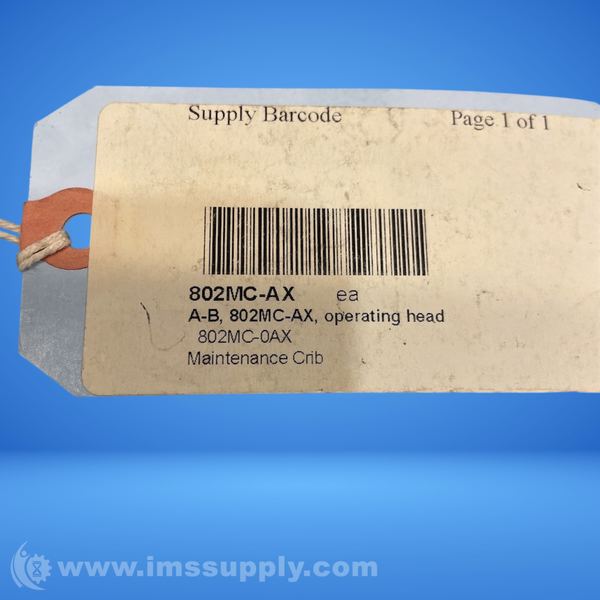 Supply Barcode Page 1 of 1
802MC-AX ea
A-B, 802MC-AX, operating head
802MC-0AX
Maintenance Crib
www.imssupply.com